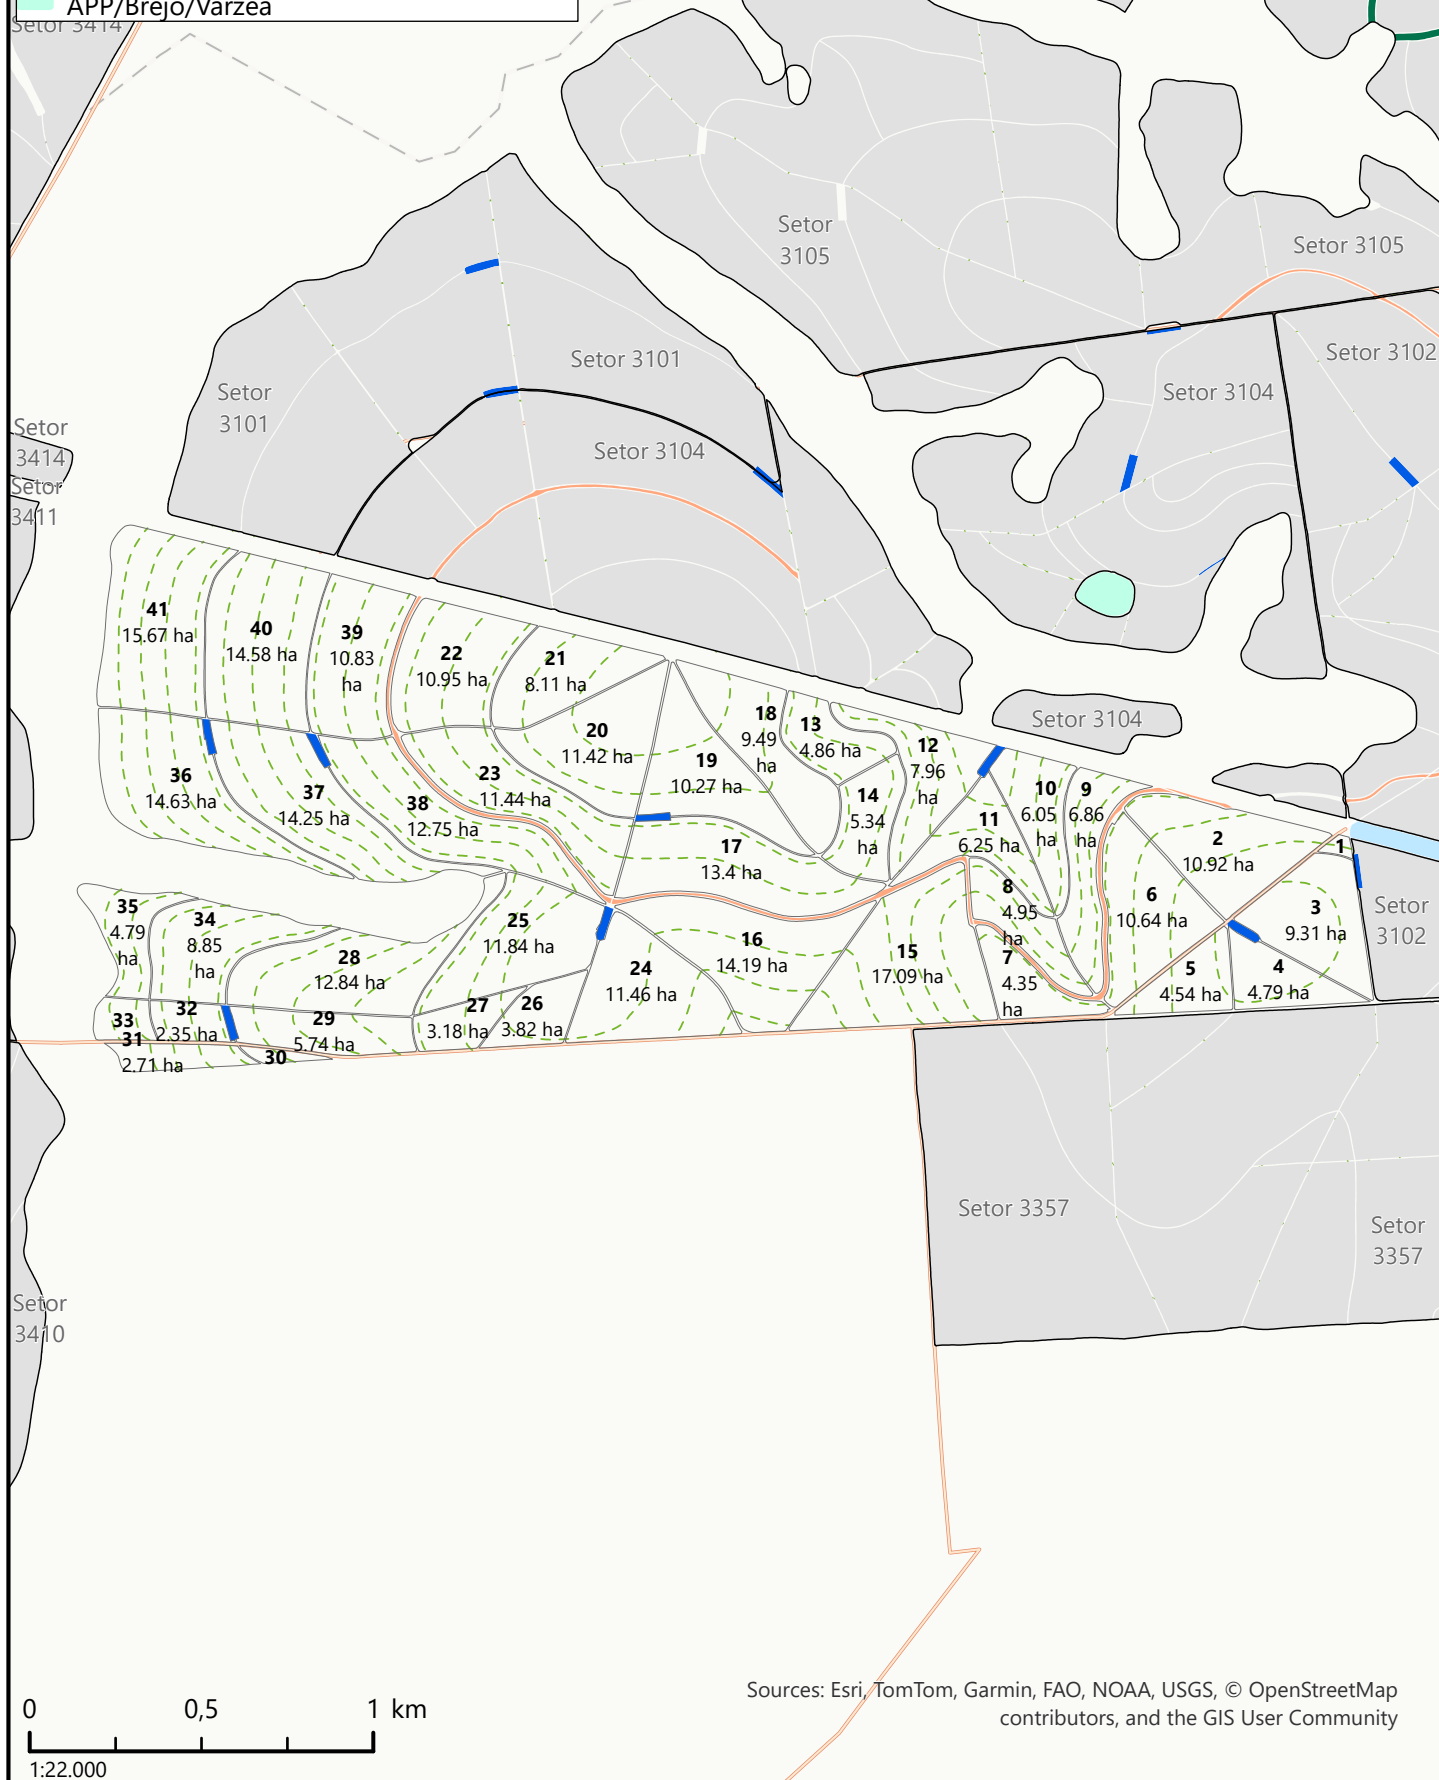 APP/Brejo/Várzea
Setor 3414
Setor
3105
Setor 3105
Setor 3101
Setor 3102
Setor
3101
Setor 3104
Setor
3414
Setor 3104
Setor
3411
41
15.67 ha
40
14.58 ha
39
10.83
ha
22
10.95 ha
21
8.11 ha
20
11.42 ha
19
10.27 ha
18
9.49
ha
13
4.86 ha
12
7.96
ha
Setor 3104
36
14.63 ha
37
14.25 ha
38
12.75 ha
23
11.44 ha
14
5.34
ha
11
6.25 ha
10
6.05
ha
9
6.86
ha
2
10.92 ha
1
17
13.4 ha
8
4.95
ha
6
10.64 ha
3
9.31 ha
Setor
3102
35
4.79
ha
34
8.85
ha
28
12.84 ha
25
11.84 ha
24
11.46 ha
16
14.19 ha
15
17.09 ha
7
4.35
ha
5
4.54 ha
4
4.79 ha
33
32
2.35 ha
31
2.71 ha
29
5.74 ha
30
27
3.18 ha
26
3.82 ha
Setor 3357
Setor
3357
Setor
3410
Sources: Esri, TomTom, Garmin, FAO, NOAA, USGS, © OpenStreetMap
contributors, and the GIS User Community
0 0,5 1 km
1:22.000